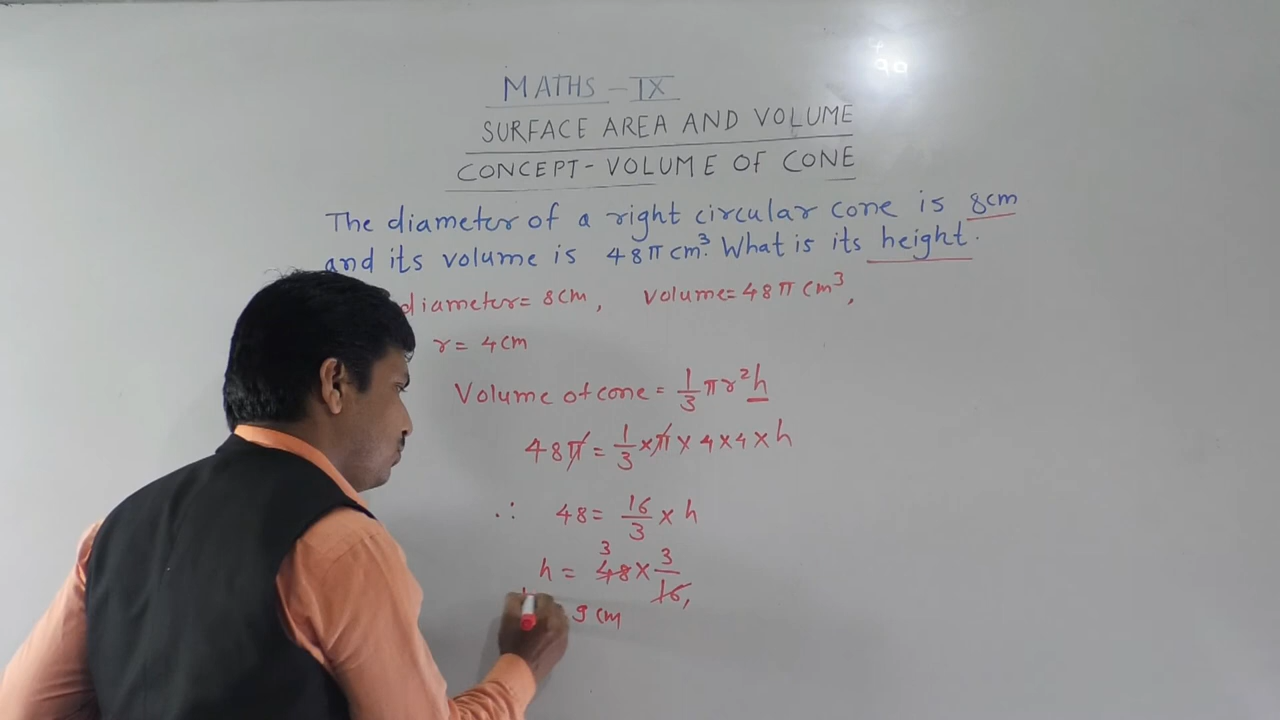 MATHS - IX
SURFACE AREA AND VOLUME
CONCEPT - VOLUME OF CONE
The diameter of a right circular cone is 8cm
and its volume is 48π cm³. What is its height.
diameter = 8cm, volume = 48π cm³,
r = 4cm
Volume of cone = 1/3 πr²h
48π = 1/3 × π × 4 × 4 × h
∴ 48 = 16/3 × h
3
h = 48 × 3/16,
9 cm